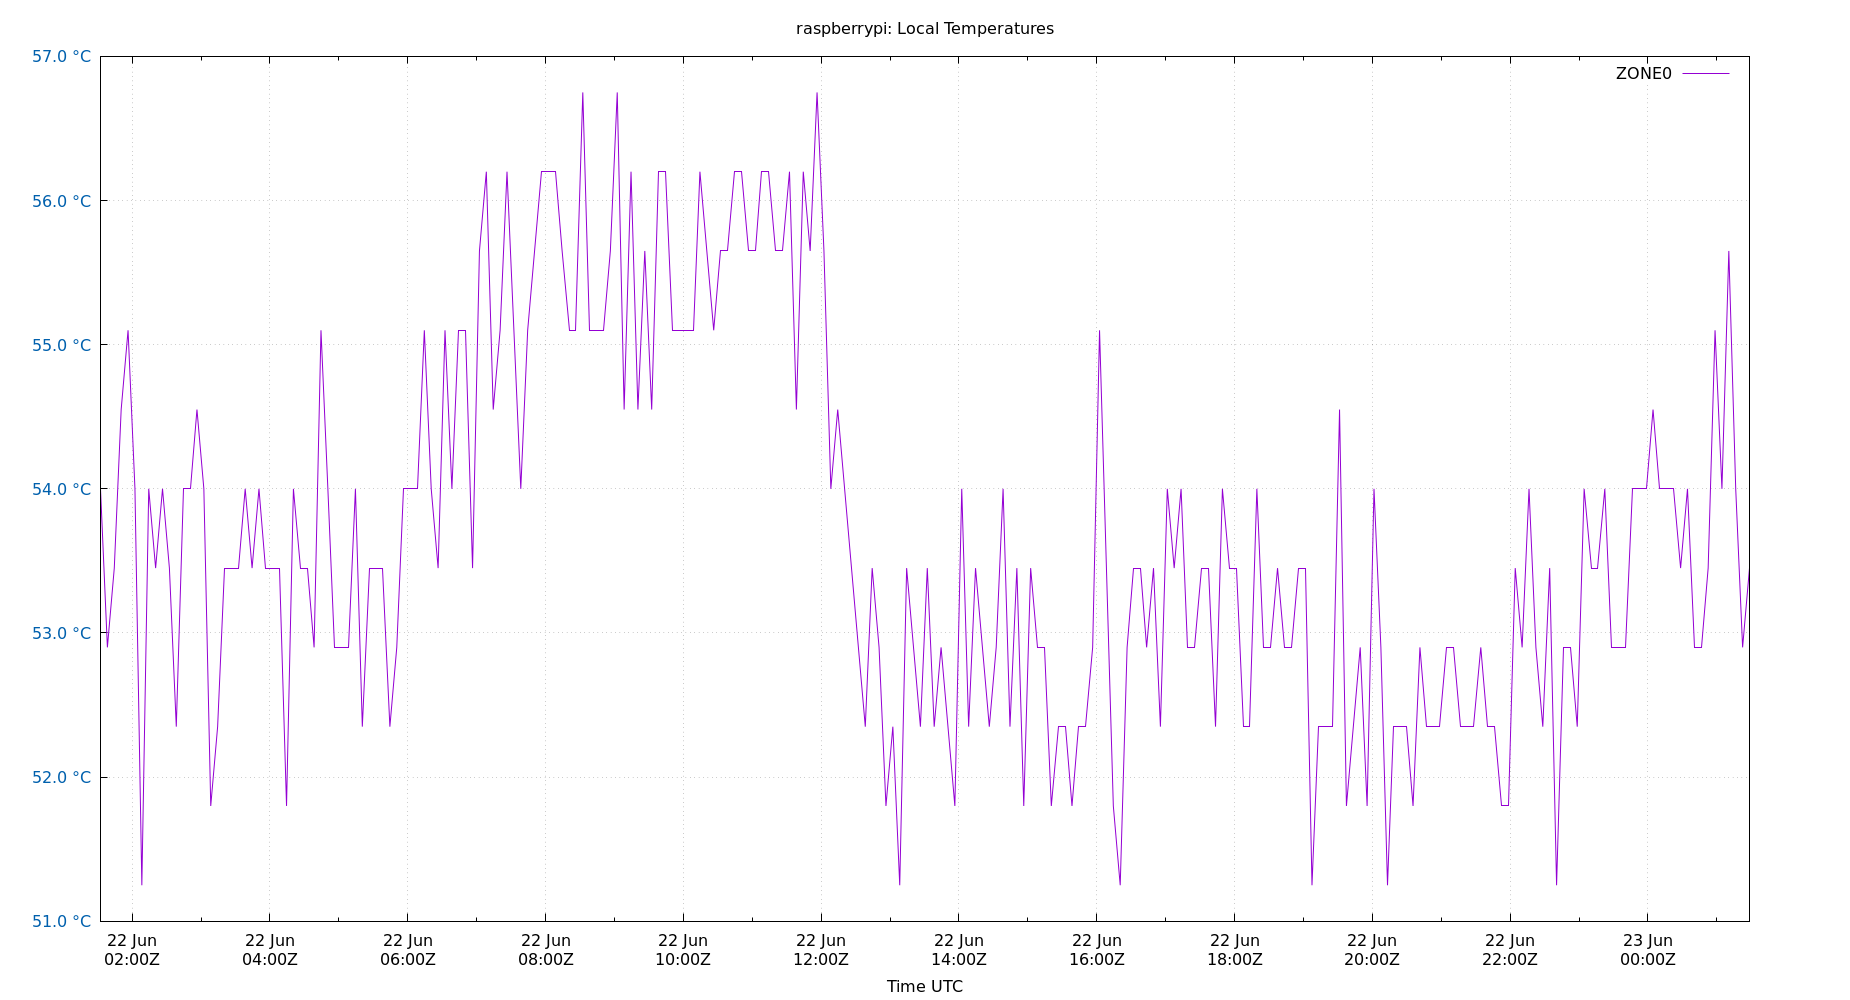 raspberrypi: Local Temperatures
57.0 °C
ZONE0
56.0 °C
55.0 °C
54.0 °C
53.0 °C
52.0 °C
51.0 °C
22 Jun 22 Jun 22 Jun 22 Jun 22 Jun 22 Jun 22 Jun 22 Jun 22 Jun 22 Jun 22 Jun 23 Jun
02:00Z 04:00Z 06:00Z 08:00Z 10:00Z 12:00Z 14:00Z 16:00Z 18:00Z 20:00Z 22:00Z 00:00Z
Time UTC